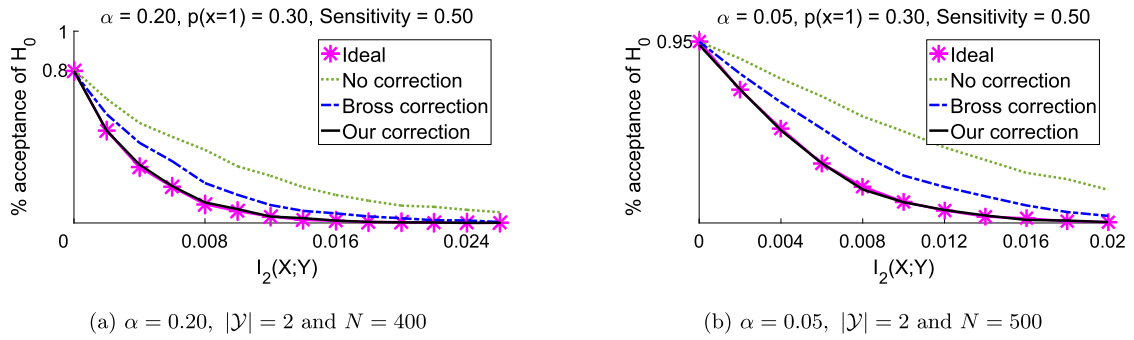 α = 0.20, p(x=1) = 0.30, Sensitivity = 0.50
% acceptance of H₀
1
0.8
Ideal
No correction
Bross correction
Our correction
0 0.008 0.016 0.024
I₂(X;Y)
(a) α = 0.20, |𝒴| = 2 and N = 400
α = 0.05, p(x=1) = 0.30, Sensitivity = 0.50
% acceptance of H₀
0.95
Ideal
No correction
Bross correction
Our correction
0 0.004 0.008 0.012 0.016 0.02
I₂(X;Y)
(b) α = 0.05, |𝒴| = 2 and N = 500